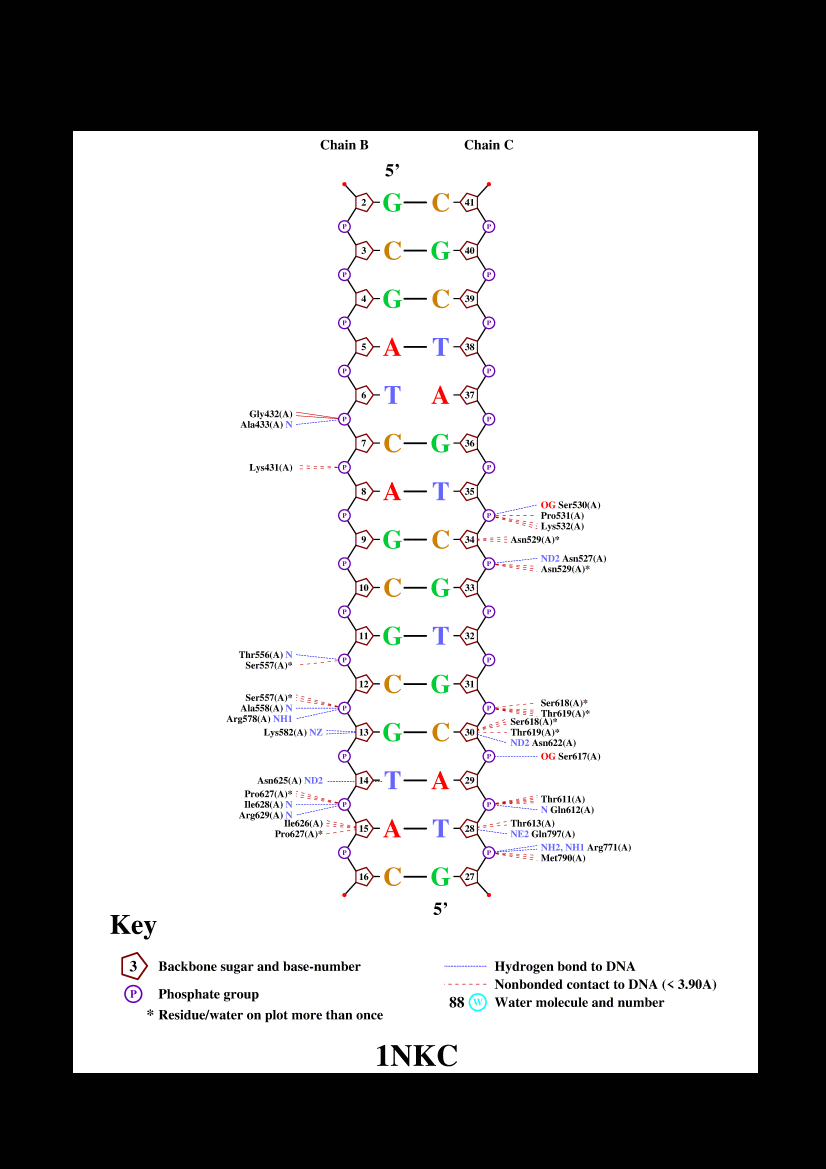 Chain B Chain C
5’
2 G C 41
P P
3 C G 40
P P
4 G C 39
P P
5 A T 38
P P
6 T A 37
Gly432(A)
P P
Ala433(A) N
7 C G 36
Lys431(A) P P
8 A T 35
OG Ser530(A)
P P Pro531(A)
Lys532(A)
9 G C 34 Asn529(A)*
ND2 Asn527(A)
P P
Asn529(A)*
10 C G 33
P P
11 G T 32
Thr556(A) N
P P
Ser557(A)*
12 C G 31
Ser557(A)* Ser618(A)*
Ala558(A) N P P
Thr619(A)*
Arg578(A) NH1 Ser618(A)*
Lys582(A) NZ 13 G C 30 Thr619(A)*
ND2 Asn622(A)
P P OG Ser617(A)
Asn625(A) ND2 14 T A 29
Pro627(A)* Thr611(A)
Ile628(A) N P P
N Gln612(A)
Arg629(A) N
Ile626(A) Thr613(A)
15 A T 28
Pro627(A)* NE2 Gln797(A)
NH2, NH1 Arg771(A)
P P
Met790(A)
16 C G 27
5’
Key
3 Backbone sugar and base-number
Hydrogen bond to DNA
Nonbonded contact to DNA (< 3.90A)
P Phosphate group
88 W Water molecule and number
* Residue/water on plot more than once
1NKC